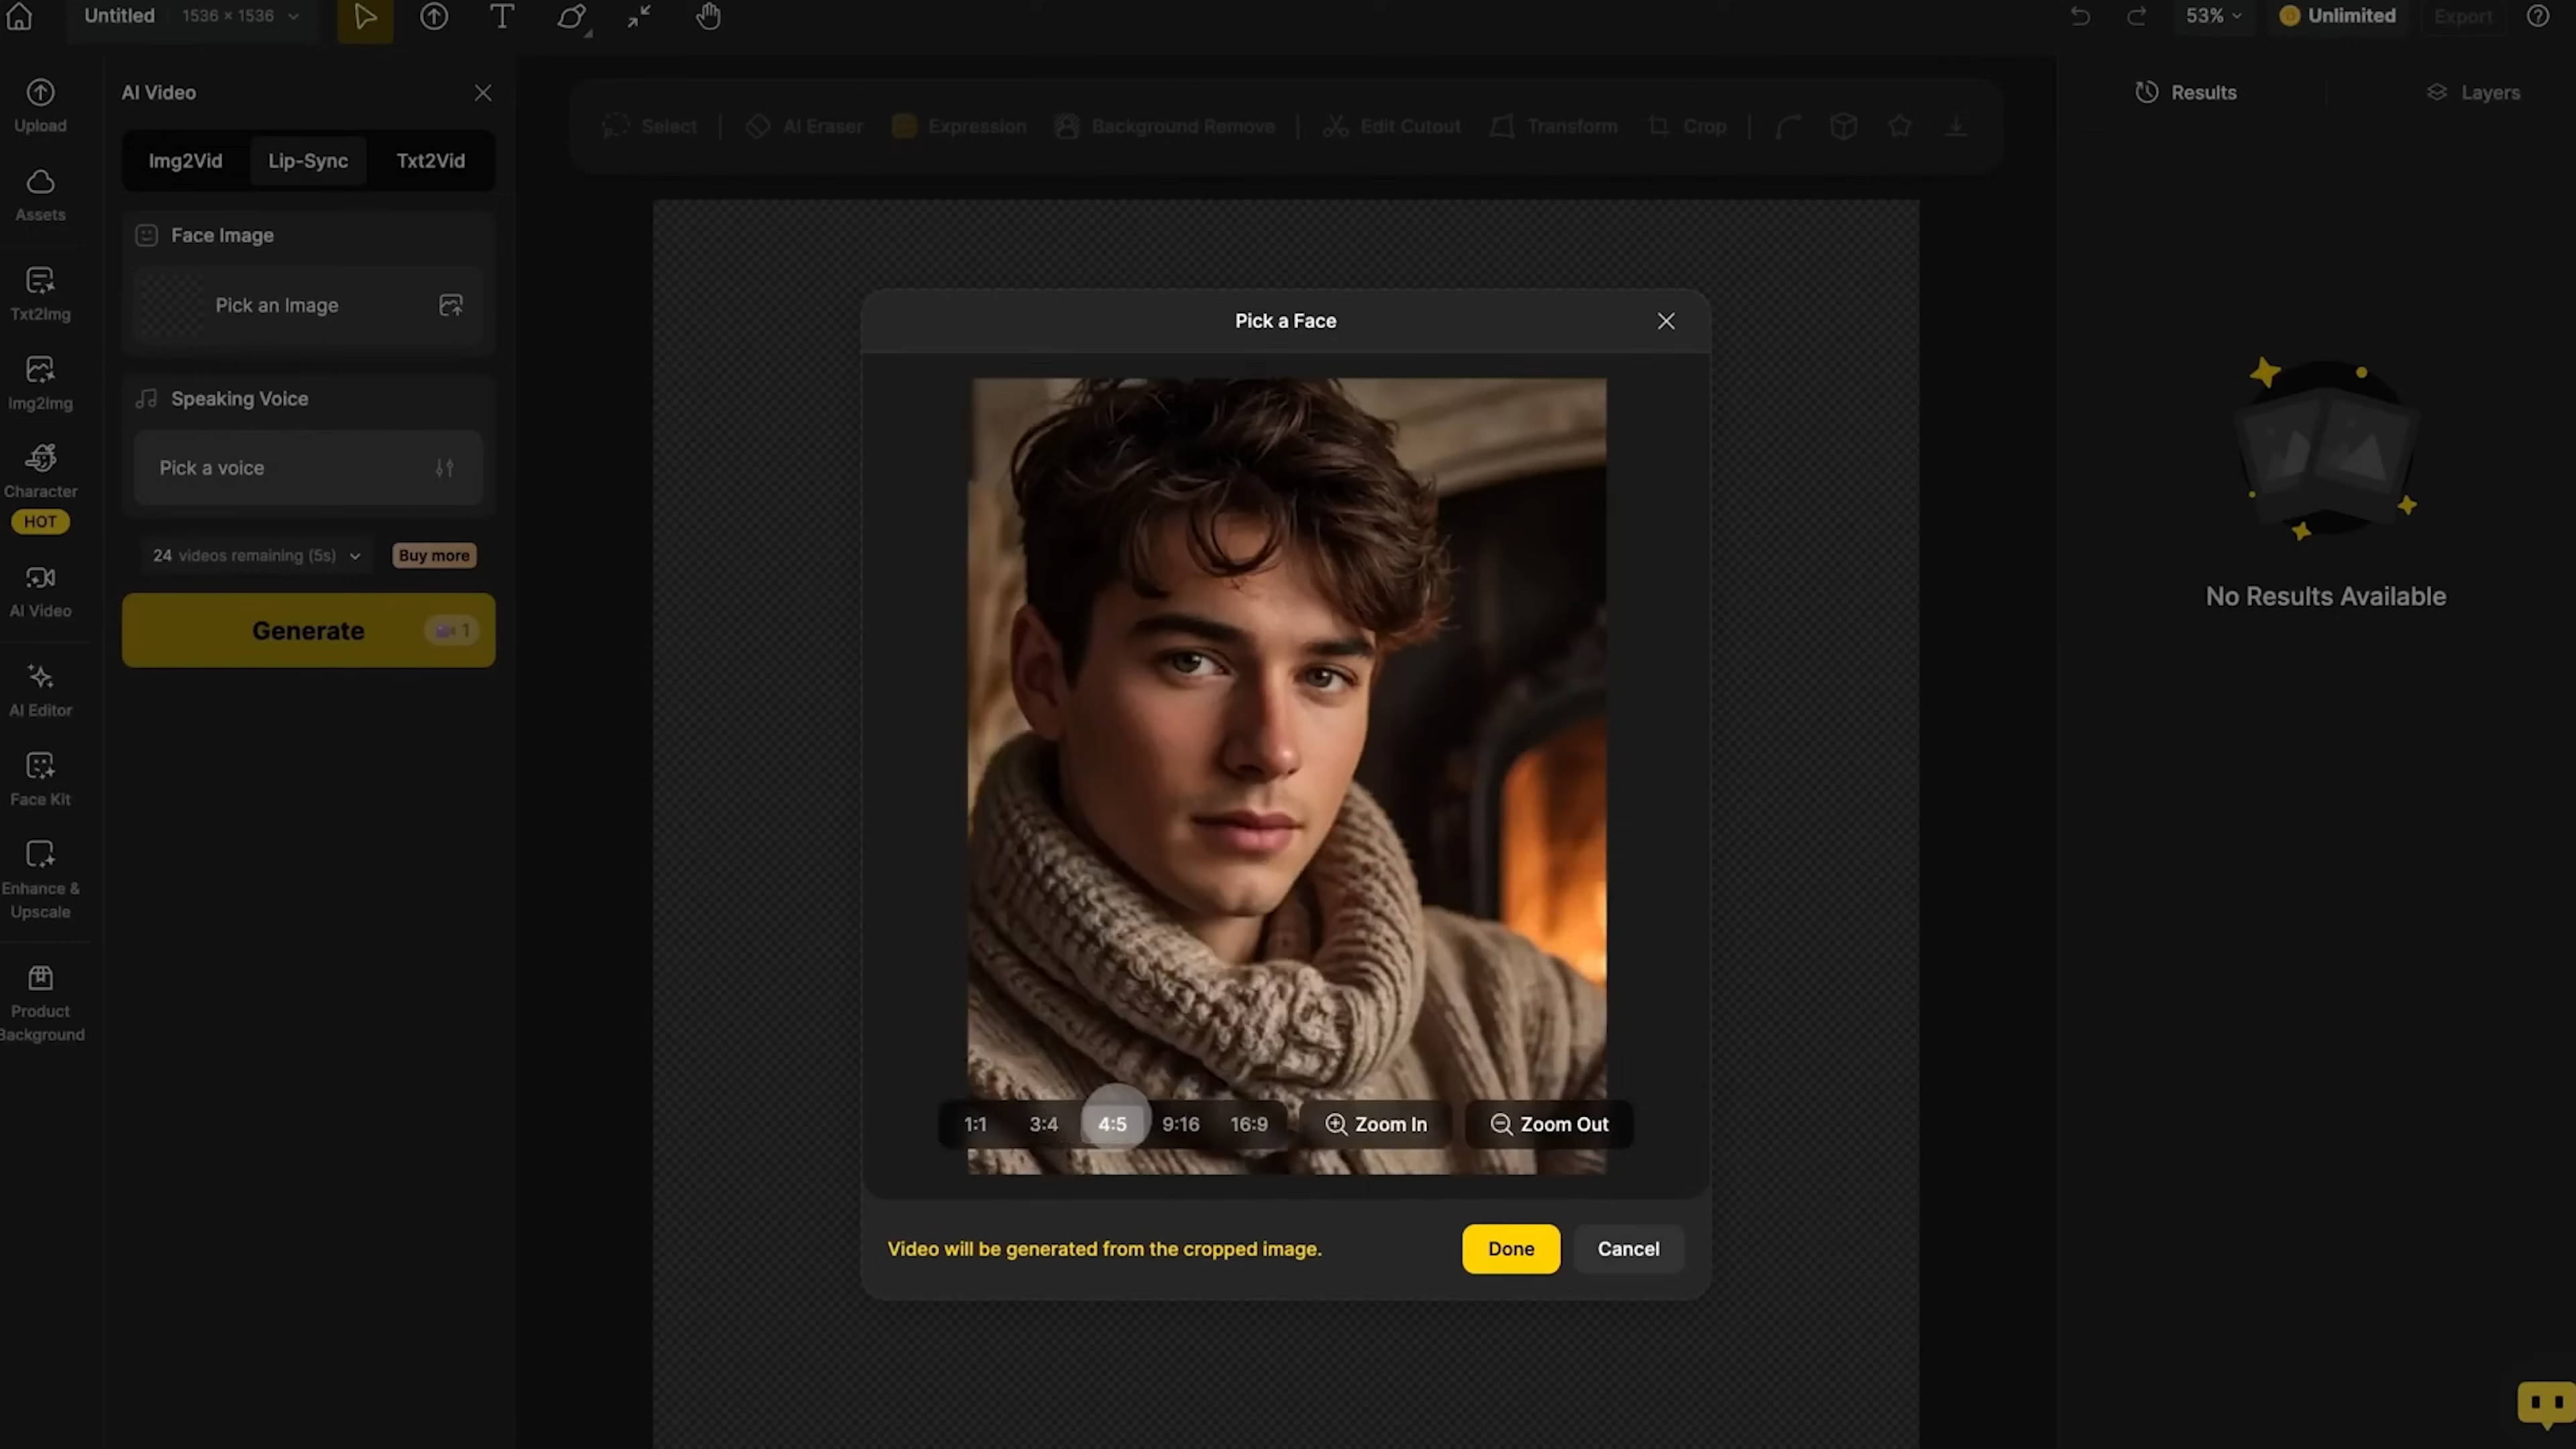 Untitled 1536 × 1536
53% Unlimited Export
Upload
Assets
Txt2Img
Img2Img
Character
HOT
AI Video
AI Editor
Face Kit
Enhance &
Upscale
Product
Background
AI Video
Img2Vid Lip-Sync Txt2Vid
Face Image
Pick an Image
Speaking Voice
Pick a voice
24 videos remaining (5s) Buy more
Generate 1
Select AI Eraser Expression Background Remove Edit Cutout Transform Crop
Pick a Face
1:1 3:4 4:5 9:16 16:9 Zoom In Zoom Out
Video will be generated from the cropped image. Done Cancel
Results Layers
No Results Available